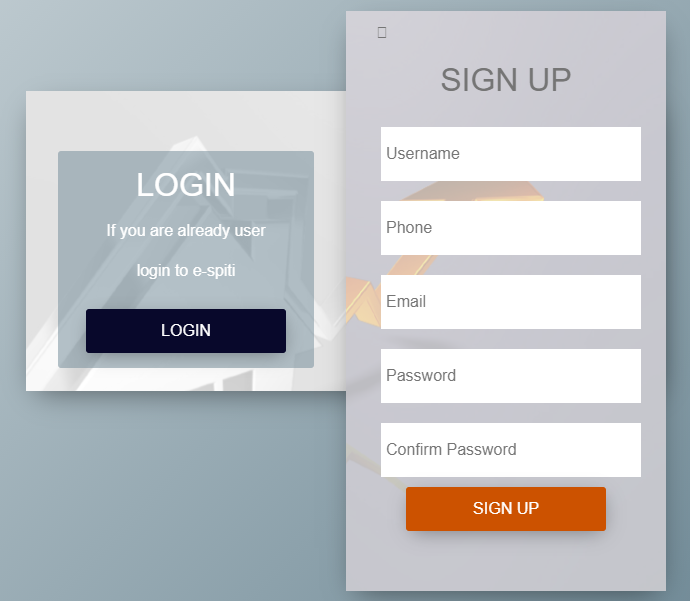 LOGIN
If you are already user
login to e-spiti
LOGIN
SIGN UP
Username
Phone
Email
Password
Confirm Password
SIGN UP